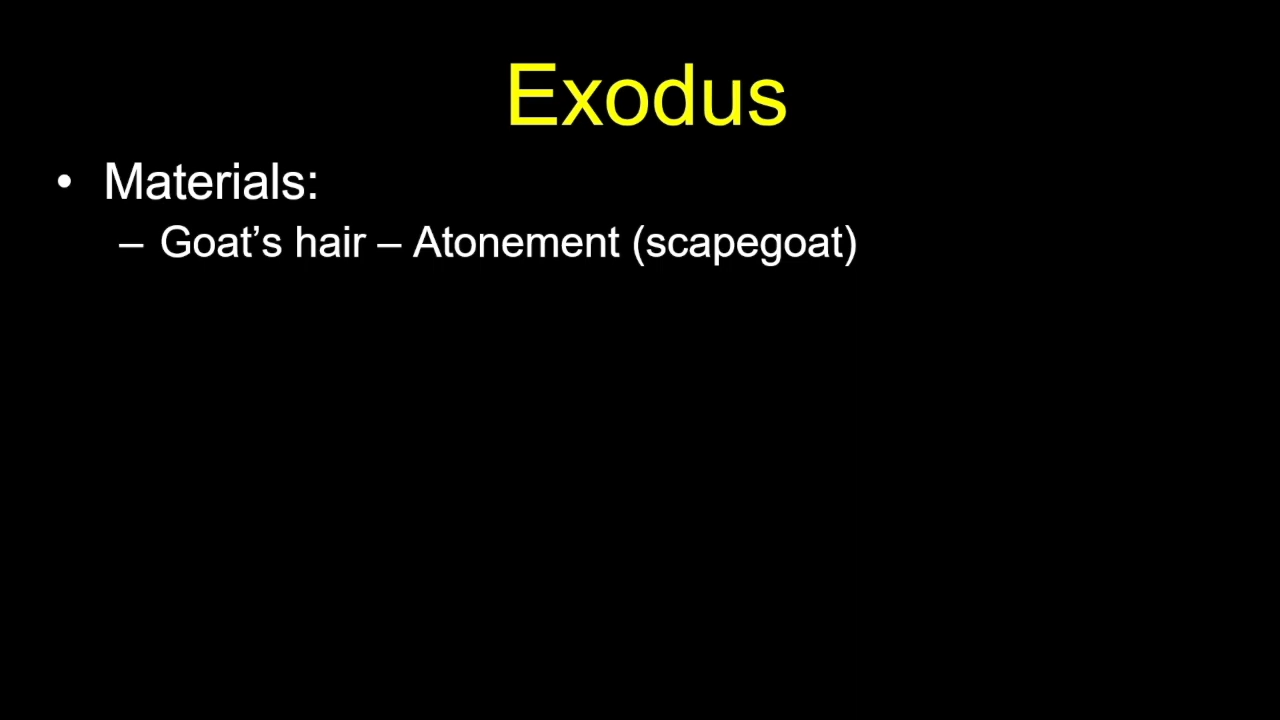 Exodus
• Materials:
– Goat’s hair – Atonement (scapegoat)